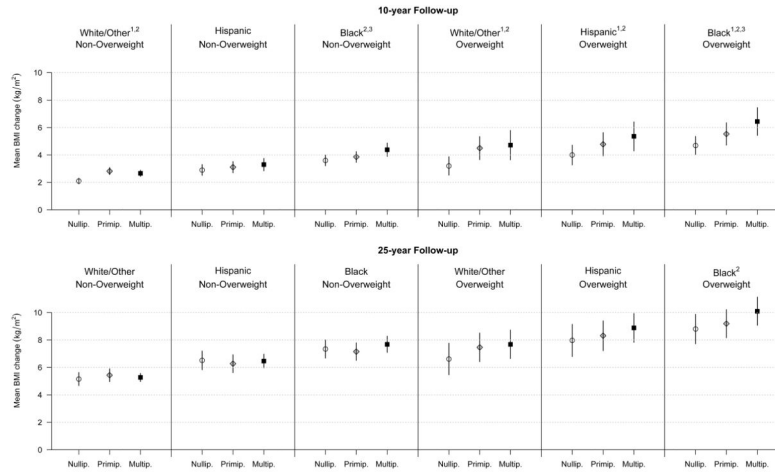 10-year Follow-up
White/Other1,2 Hispanic Black2,3 White/Other1,2 Hispanic1,2 Black1,2,3
Non-Overweight Non-Overweight Non-Overweight Overweight Overweight Overweight
Mean BMI change (kg/m2)
10
8
6
4
2
0
Nullip. Primip. Multip. Nullip. Primip. Multip. Nullip. Primip. Multip. Nullip. Primip. Multip. Nullip. Primip. Multip. Nullip. Primip. Multip.
25-year Follow-up
White/Other Hispanic Black White/Other Hispanic Black2
Non-Overweight Non-Overweight Non-Overweight Overweight Overweight Overweight
Mean BMI change (kg/m2)
10
8
6
4
2
0
Nullip. Primip. Multip. Nullip. Primip. Multip. Nullip. Primip. Multip. Nullip. Primip. Multip. Nullip. Primip. Multip. Nullip. Primip. Multip.